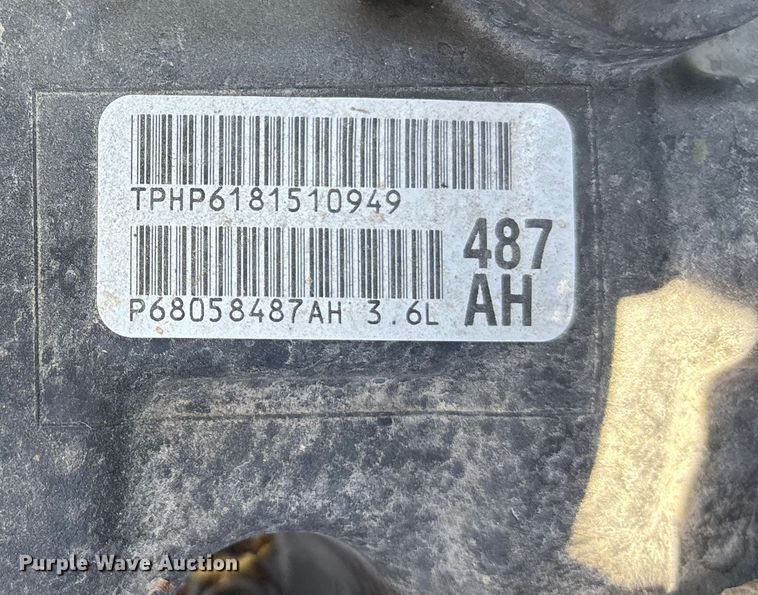 TPHP6181510949
P68058487AH 3.6L
487
AH
Purple Wave Auction